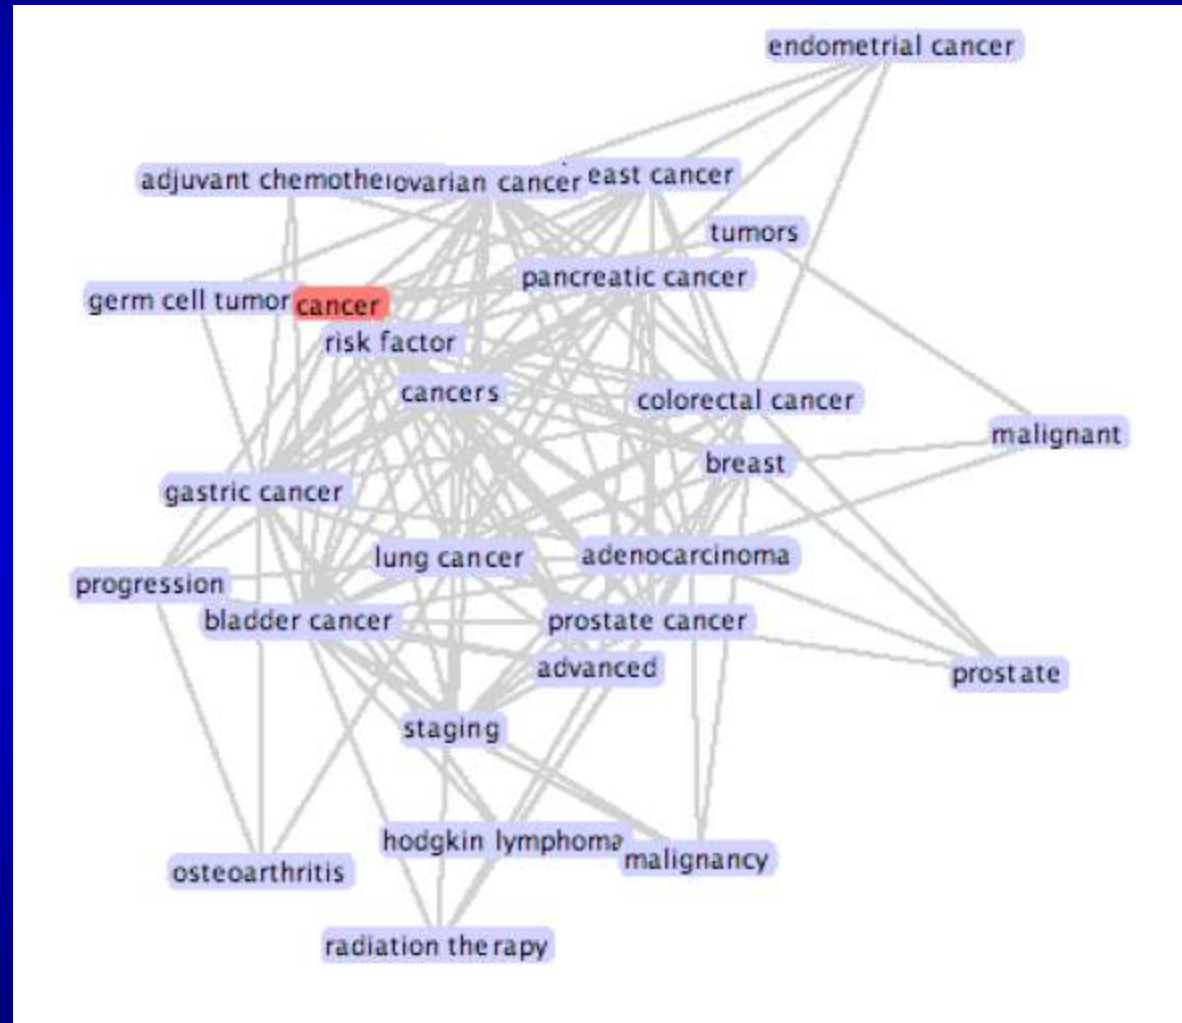 endometrial cancer
adjuvant chemothe
ovarian cancer
east cancer
tumors
pancreatic cancer
germ cell tumor
cancer
risk factor
cancers
colorectal cancer
malignant
breast
gastric cancer
lung cancer
adenocarcinoma
progression
bladder cancer
prostate cancer
advanced
prostate
staging
hodgkin lymphoma
malignancy
osteoarthritis
radiation therapy